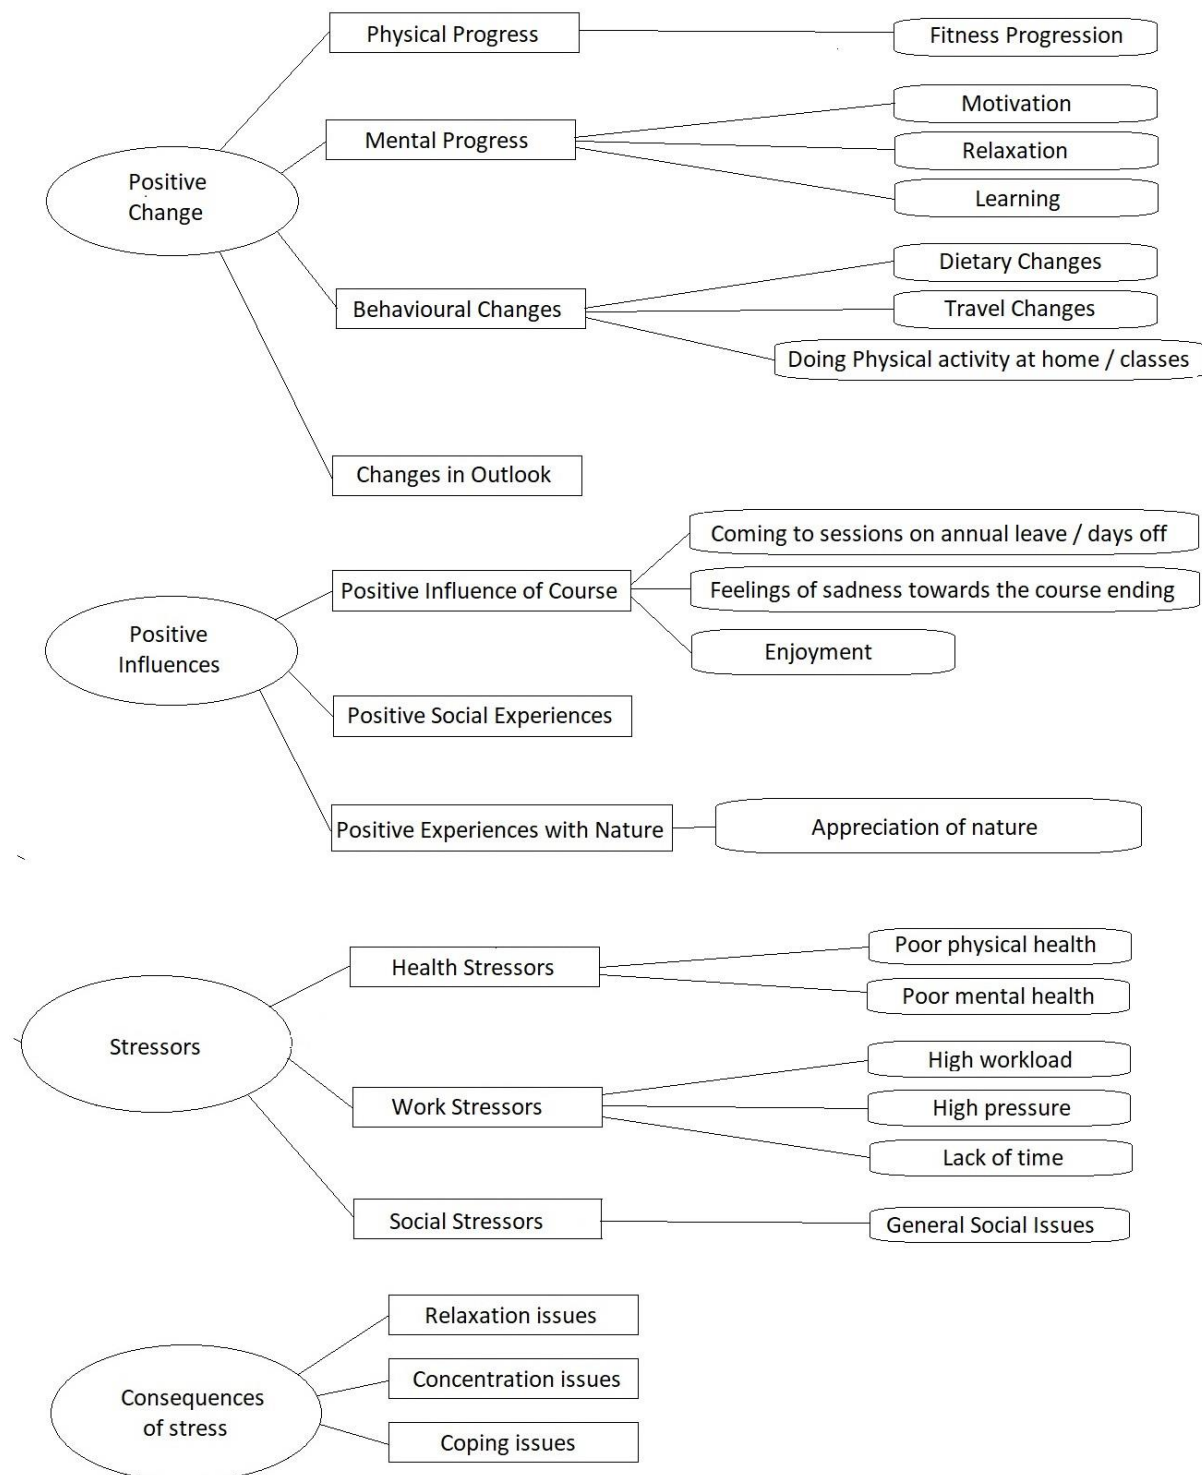 Physical Progress
Fitness Progression
Mental Progress
Motivation
Relaxation
Learning
Positive
Change
Behavioural Changes
Dietary Changes
Travel Changes
Doing Physical activity at home / classes
Changes in Outlook
Positive Influence of Course
Coming to sessions on annual leave / days off
Feelings of sadness towards the course ending
Enjoyment
Positive
Influences
Positive Social Experiences
Positive Experiences with Nature
Appreciation of nature
Health Stressors
Poor physical health
Poor mental health
Stressors
Work Stressors
High workload
High pressure
Lack of time
Social Stressors
General Social Issues
Relaxation issues
Concentration issues
Coping issues
Consequences
of stress